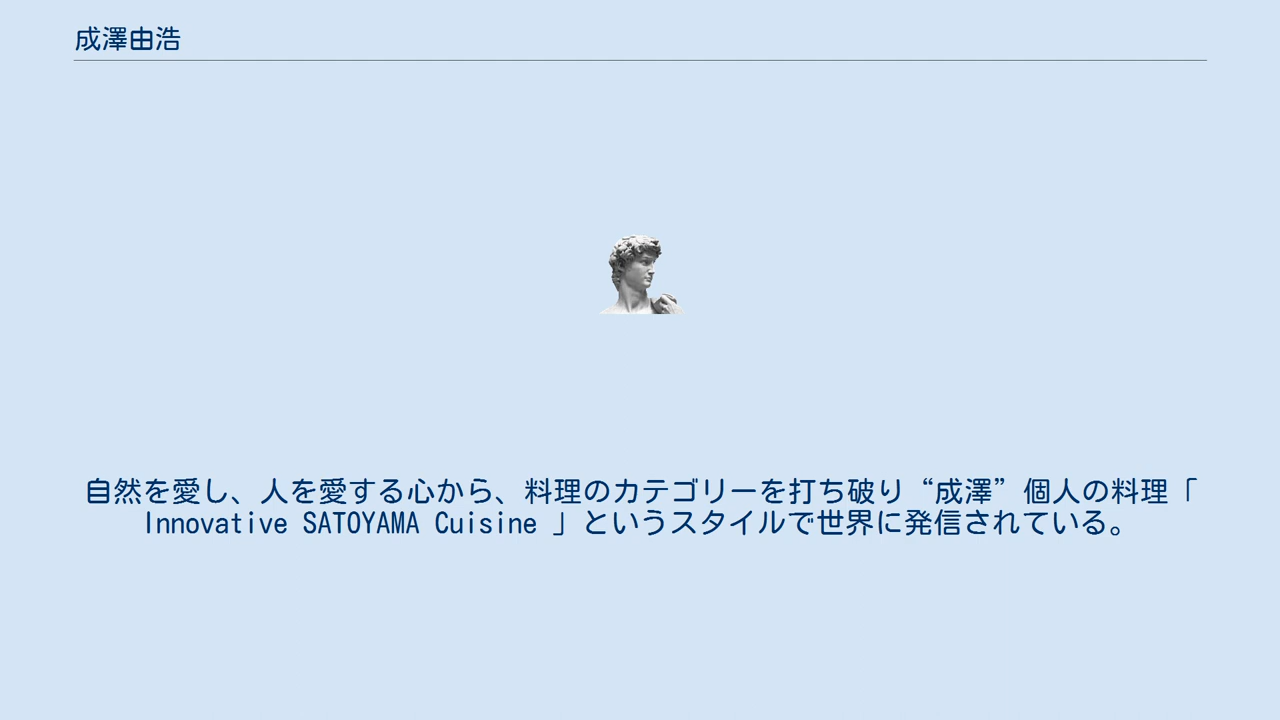 成澤由浩
自然を愛し、人を愛する心から、料理のカテゴリーを打ち破り“成澤”個人の料理「
Innovative SATOYAMA Cuisine 」というスタイルで世界に発信されている。